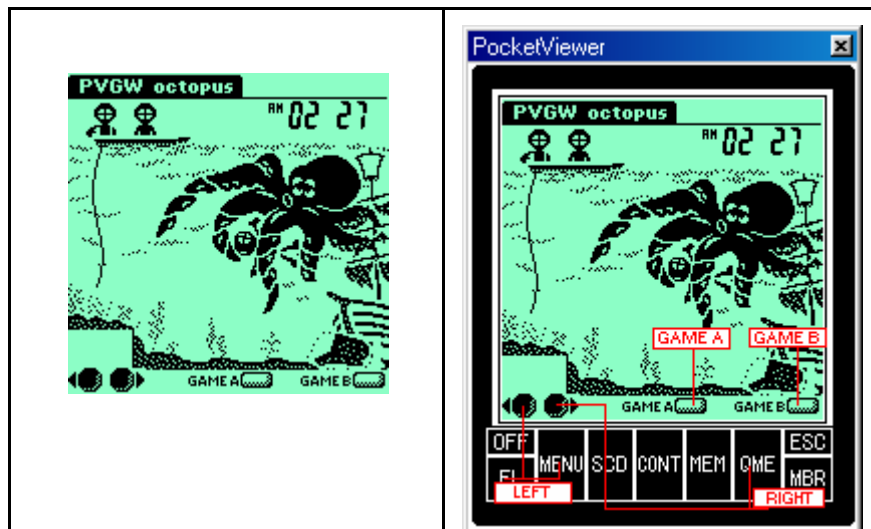 PVGW octopus
AM 02 27
GAME A
GAME B
PocketViewer
PVGW octopus
AM 02 27
GAME A
GAME B
GAME A
GAME B
OFF
MENU
SCD
CONT
MEM
QME
ESC
MBR
LEFT
RIGHT